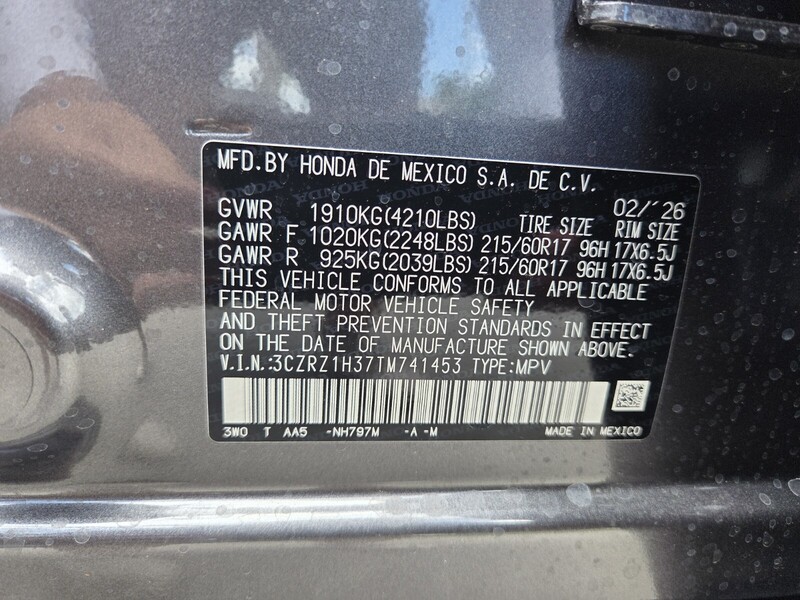 MFD.BY HONDA DE MEXICO S.A. DE C.V.
02/'26
GVWR 1910KG(4210LBS) TIRE SIZE RIM SIZE
GAWR F 1020KG(2248LBS) 215/60R17 96H 17X6.5J
GAWR R 925KG(2039LBS) 215/60R17 96H 17X6.5J
THIS VEHICLE CONFORMS TO ALL APPLICABLE
FEDERAL MOTOR VEHICLE SAFETY
AND THEFT PREVENTION STANDARDS IN EFFECT
ON THE DATE OF MANUFACTURE SHOWN ABOVE.
V.I.N.:3CZRZ1H37TM741453 TYPE:MPV
3W0 T AA5 -NH797M -A -M MADE IN MEXICO